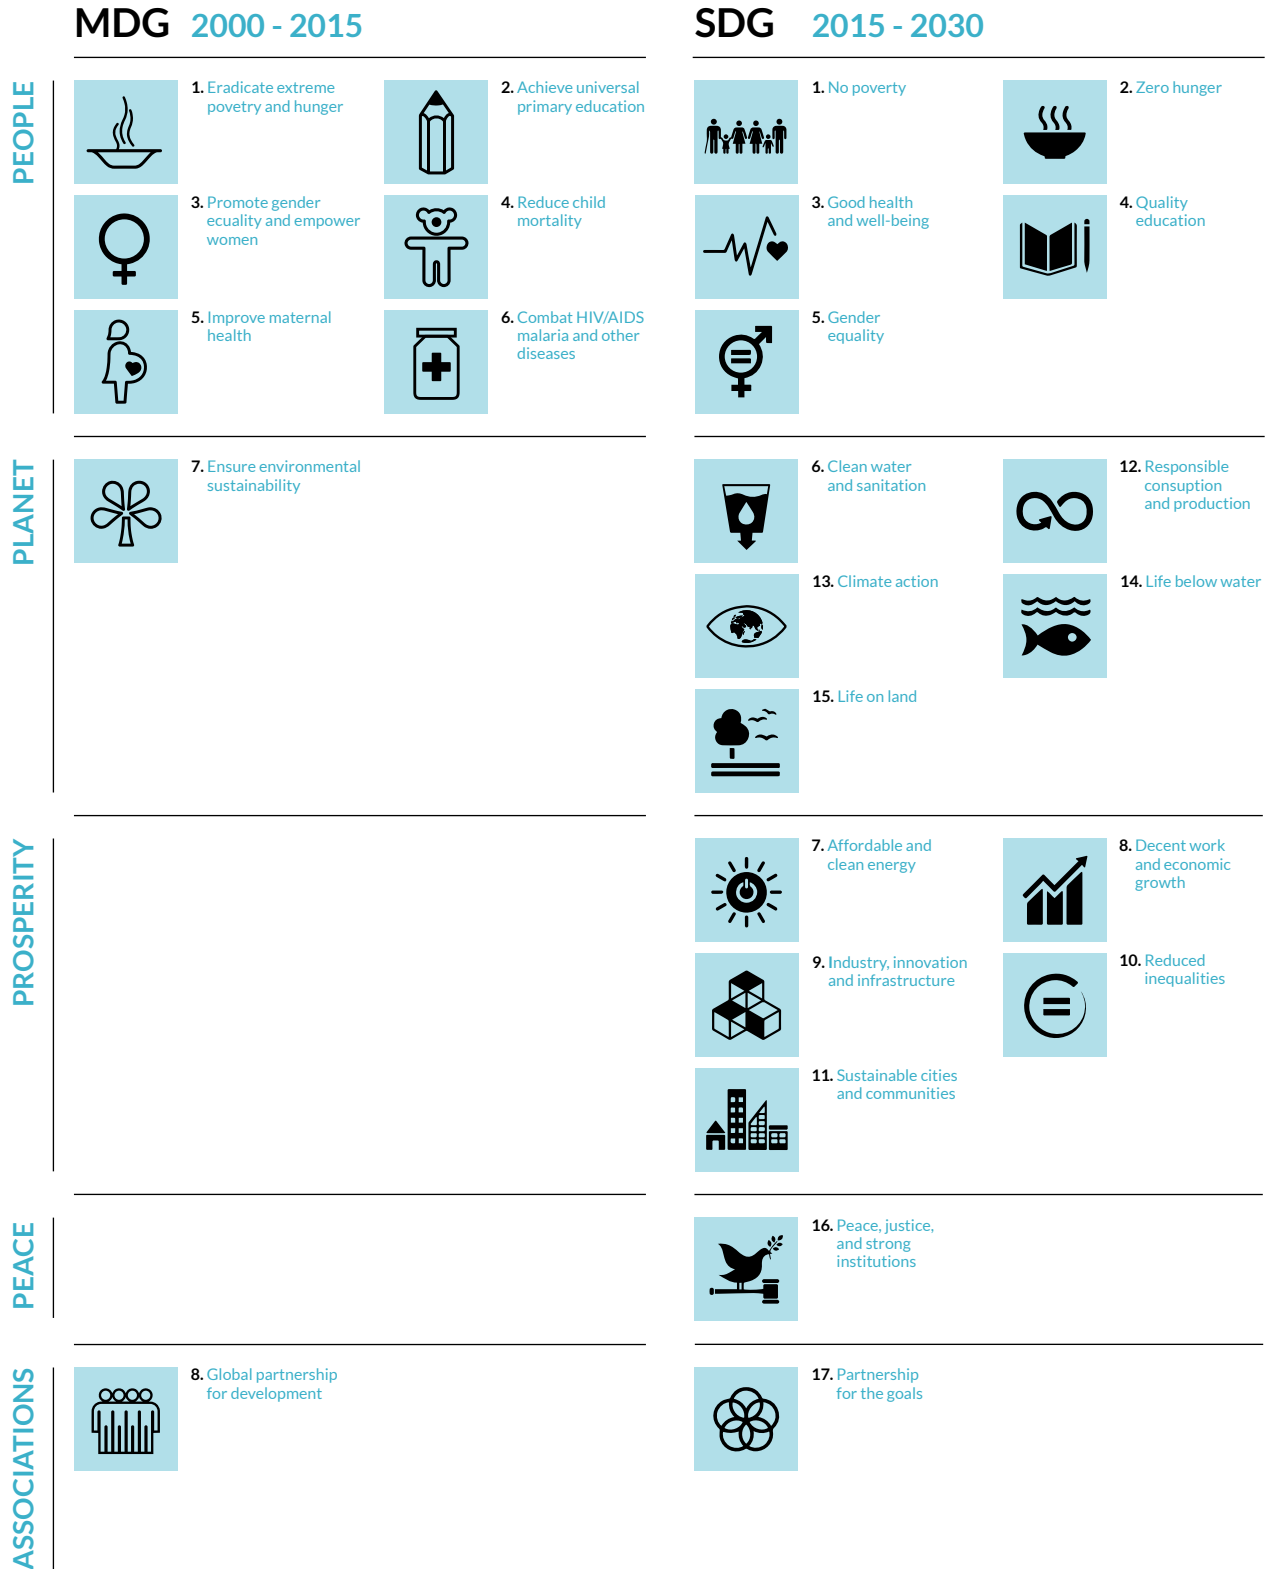 MDG 2000 - 2015
SDG 2015 - 2030
PEOPLE
1. Eradicate extreme
povetry and hunger
2. Achieve universal
primary education
3. Promote gender
ecuality and empower
women
4. Reduce child
mortality
5. Improve maternal
health
6. Combat HIV/AIDS
malaria and other
diseases
1. No poverty
2. Zero hunger
3. Good health
and well-being
4. Quality
education
5. Gender
equality
PLANET
7. Ensure environmental
sustainability
6. Clean water
and sanitation
12. Responsible
consuption
and production
13. Climate action
14. Life below water
15. Life on land
PROSPERITY
7. Affordable and
clean energy
8. Decent work
and economic
growth
9. Industry, innovation
and infrastructure
10. Reduced
inequalities
11. Sustainable cities
and communities
PEACE
16. Peace, justice,
and strong
institutions
ASSOCIATIONS
8. Global partnership
for development
17. Partnership
for the goals